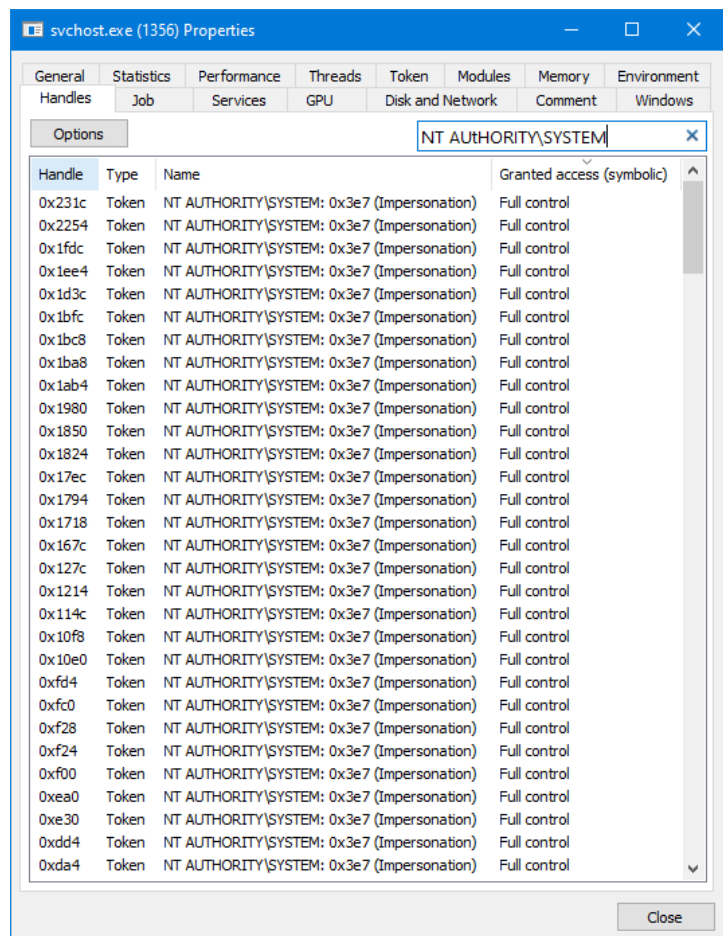 svchost.exe (1356) Properties
General Statistics Performance Threads Token Modules Memory Environment
Handles Job Services GPU Disk and Network Comment Windows
Options NT AUtHORITY\SYSTEM
Handle Type Name Granted access (symbolic)
0x231c Token NT AUTHORITY\SYSTEM: 0x3e7 (Impersonation) Full control
0x2254 Token NT AUTHORITY\SYSTEM: 0x3e7 (Impersonation) Full control
0x1fdc Token NT AUTHORITY\SYSTEM: 0x3e7 (Impersonation) Full control
0x1ee4 Token NT AUTHORITY\SYSTEM: 0x3e7 (Impersonation) Full control
0x1d3c Token NT AUTHORITY\SYSTEM: 0x3e7 (Impersonation) Full control
0x1bfc Token NT AUTHORITY\SYSTEM: 0x3e7 (Impersonation) Full control
0x1bc8 Token NT AUTHORITY\SYSTEM: 0x3e7 (Impersonation) Full control
0x1ba8 Token NT AUTHORITY\SYSTEM: 0x3e7 (Impersonation) Full control
0x1ab4 Token NT AUTHORITY\SYSTEM: 0x3e7 (Impersonation) Full control
0x1980 Token NT AUTHORITY\SYSTEM: 0x3e7 (Impersonation) Full control
0x1850 Token NT AUTHORITY\SYSTEM: 0x3e7 (Impersonation) Full control
0x1824 Token NT AUTHORITY\SYSTEM: 0x3e7 (Impersonation) Full control
0x17ec Token NT AUTHORITY\SYSTEM: 0x3e7 (Impersonation) Full control
0x1794 Token NT AUTHORITY\SYSTEM: 0x3e7 (Impersonation) Full control
0x1718 Token NT AUTHORITY\SYSTEM: 0x3e7 (Impersonation) Full control
0x167c Token NT AUTHORITY\SYSTEM: 0x3e7 (Impersonation) Full control
0x127c Token NT AUTHORITY\SYSTEM: 0x3e7 (Impersonation) Full control
0x1214 Token NT AUTHORITY\SYSTEM: 0x3e7 (Impersonation) Full control
0x114c Token NT AUTHORITY\SYSTEM: 0x3e7 (Impersonation) Full control
0x10f8 Token NT AUTHORITY\SYSTEM: 0x3e7 (Impersonation) Full control
0x10e0 Token NT AUTHORITY\SYSTEM: 0x3e7 (Impersonation) Full control
0xfd4 Token NT AUTHORITY\SYSTEM: 0x3e7 (Impersonation) Full control
0xfc0 Token NT AUTHORITY\SYSTEM: 0x3e7 (Impersonation) Full control
0xf28 Token NT AUTHORITY\SYSTEM: 0x3e7 (Impersonation) Full control
0xf24 Token NT AUTHORITY\SYSTEM: 0x3e7 (Impersonation) Full control
0xf00 Token NT AUTHORITY\SYSTEM: 0x3e7 (Impersonation) Full control
0xea0 Token NT AUTHORITY\SYSTEM: 0x3e7 (Impersonation) Full control
0xe30 Token NT AUTHORITY\SYSTEM: 0x3e7 (Impersonation) Full control
0xdd4 Token NT AUTHORITY\SYSTEM: 0x3e7 (Impersonation) Full control
0xda4 Token NT AUTHORITY\SYSTEM: 0x3e7 (Impersonation) Full control
Close